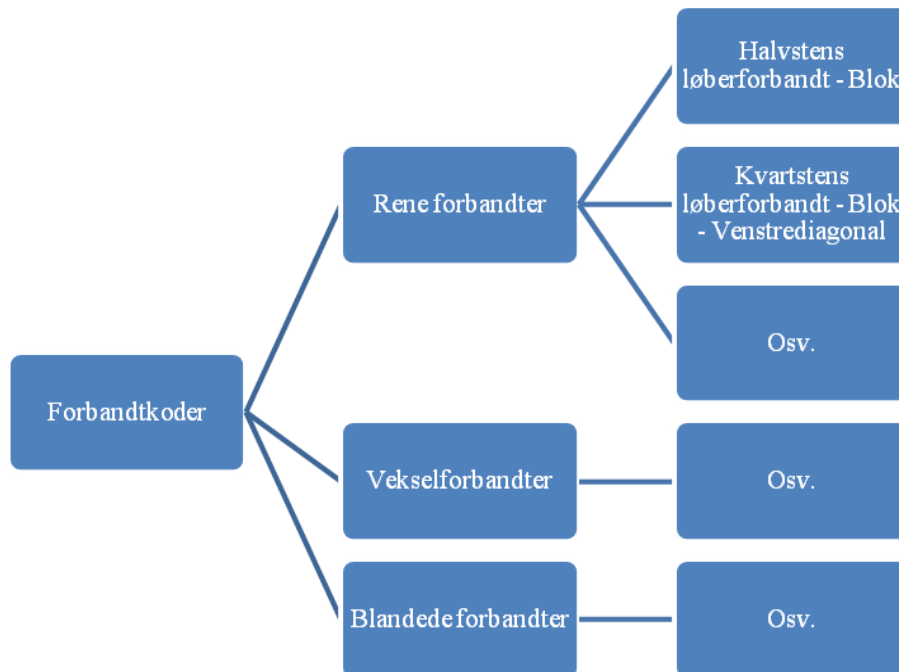 Halvstens
løberforbandt - Blok
Rene forbandter
Kvartstens
løberforbandt - Blok
- Venstrediagonal
Osv.
Forbandtkoder
Vekselforbandter
Osv.
Blandede forbandter
Osv.